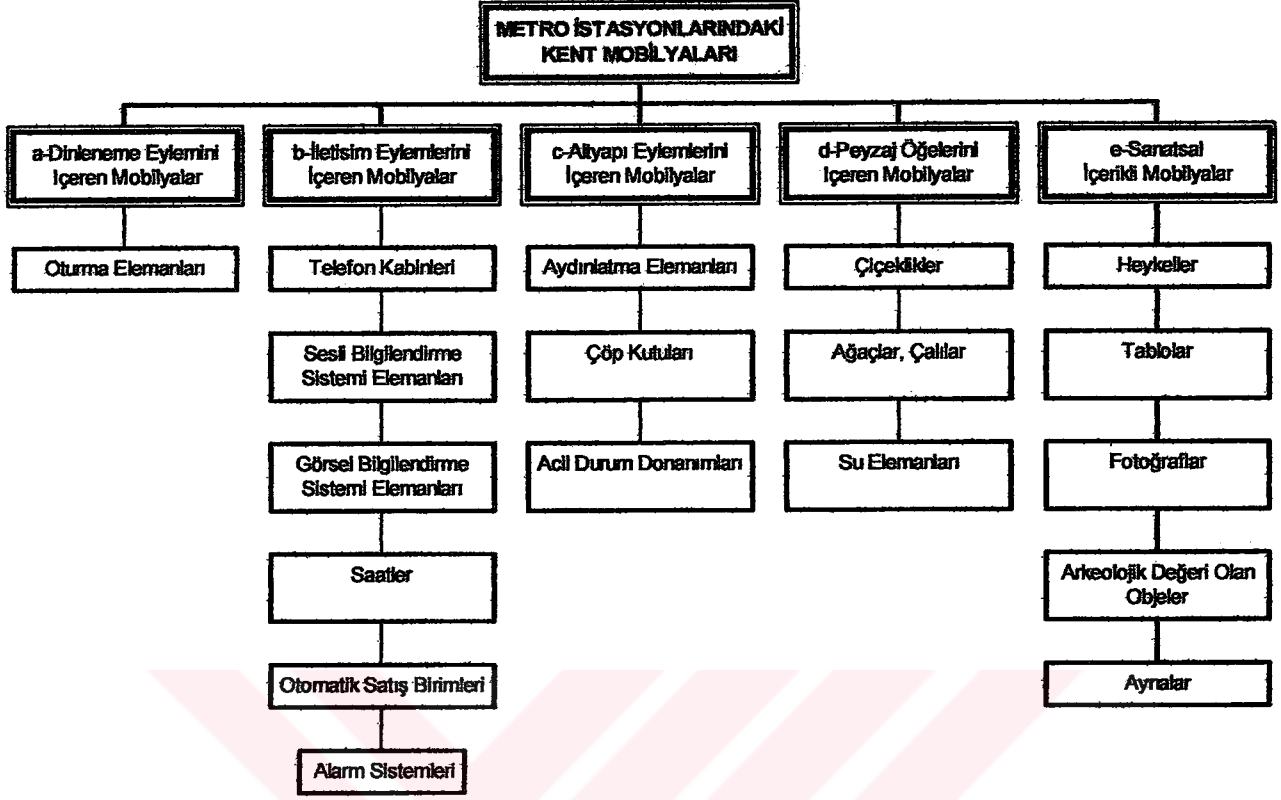 METRO İSTASYONLARINDAKİ
KENT MOBİLYALARI
a-Dinleneme Eylemini
İçeren Mobilyalar
Oturma Elemanları
b-İletisim Eylemlerini
İçeren Mobilyalar
Telefon Kabinleri
Sesli Bilgilendirme
Sistemi Elemanları
Görsel Bilgilendirme
Sistemi Elemanları
Saatler
Otomatik Satış Birimleri
Alarm Sistemleri
c-Altyapı Eylemlerini
İçeren Mobilyalar
Aydınlatma Elemanları
Çöp Kutuları
Acil Durum Donanımları
d-Peyzaj Öğelerini
İçeren Mobilyalar
Çiçeklikler
Ağaçlar, Çalılar
Su Elemanları
e-Sanatsal
İçerikli Mobilyalar
Heykeller
Tablolar
Fotoğraflar
Arkeolojik Değeri Olan
Objeler
Aynalar